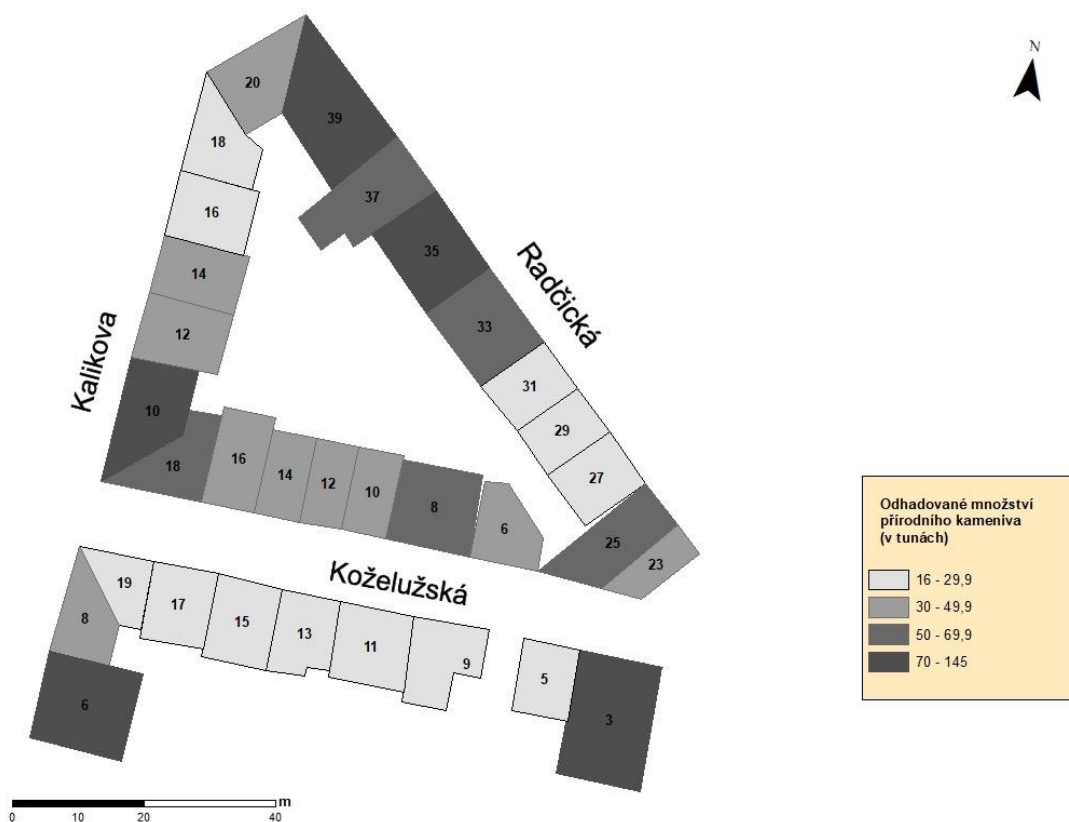 N
20
39
18
37
16
35
14
Radčická
33
12
Kalikova
31
10
29
16
18
14
12
10
27
8
6
25
23
Koželužská
19
17
15
13
11
9
8
5
6
3
Odhadované množství
přírodního kameniva
(v tunách)
16 - 29,9
30 - 49,9
50 - 69,9
70 - 145
m
0 10 20 40